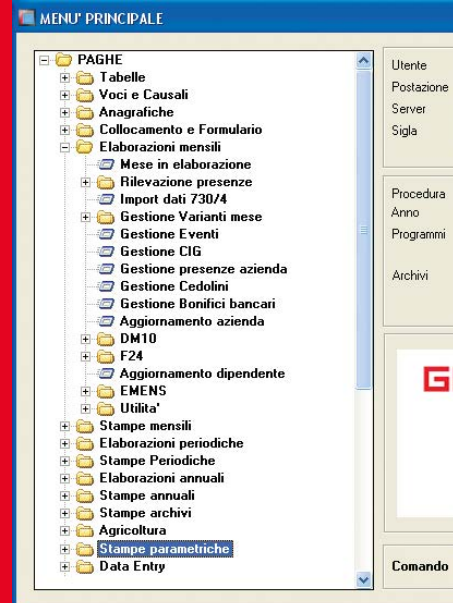 MENU' PRINCIPALE
PAGHE
Tabelle
Voci e Causali
Anagrafiche
Collocamento e Formulario
Elaborazioni mensili
Mese in elaborazione
Rilevazione presenze
Import dati 730/4
Gestione Varianti mese
Gestione Eventi
Gestione CIG
Gestione presenze azienda
Gestione Cedolini
Gestione Bonifici bancari
Aggiornamento azienda
DM10
F24
Aggiornamento dipendente
EMENS
Utilita'
Stampe mensili
Elaborazioni periodiche
Stampe Periodiche
Elaborazioni annuali
Stampe annuali
Stampe archivi
Agricoltura
Stampe parametriche
Data Entry
Utente
Postazione
Server
Sigla
Procedura
Anno
Programmi
Archivi
G
Comando